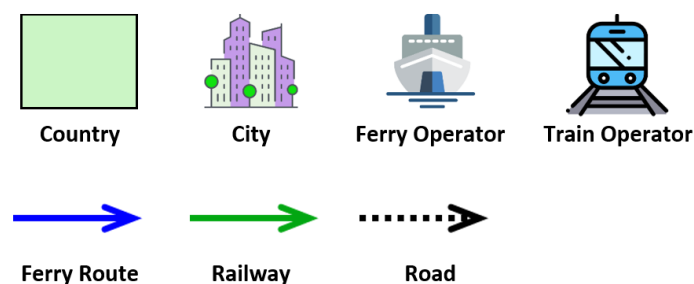 Country
City
Ferry Operator
Train Operator
Ferry Route
Railway
Road